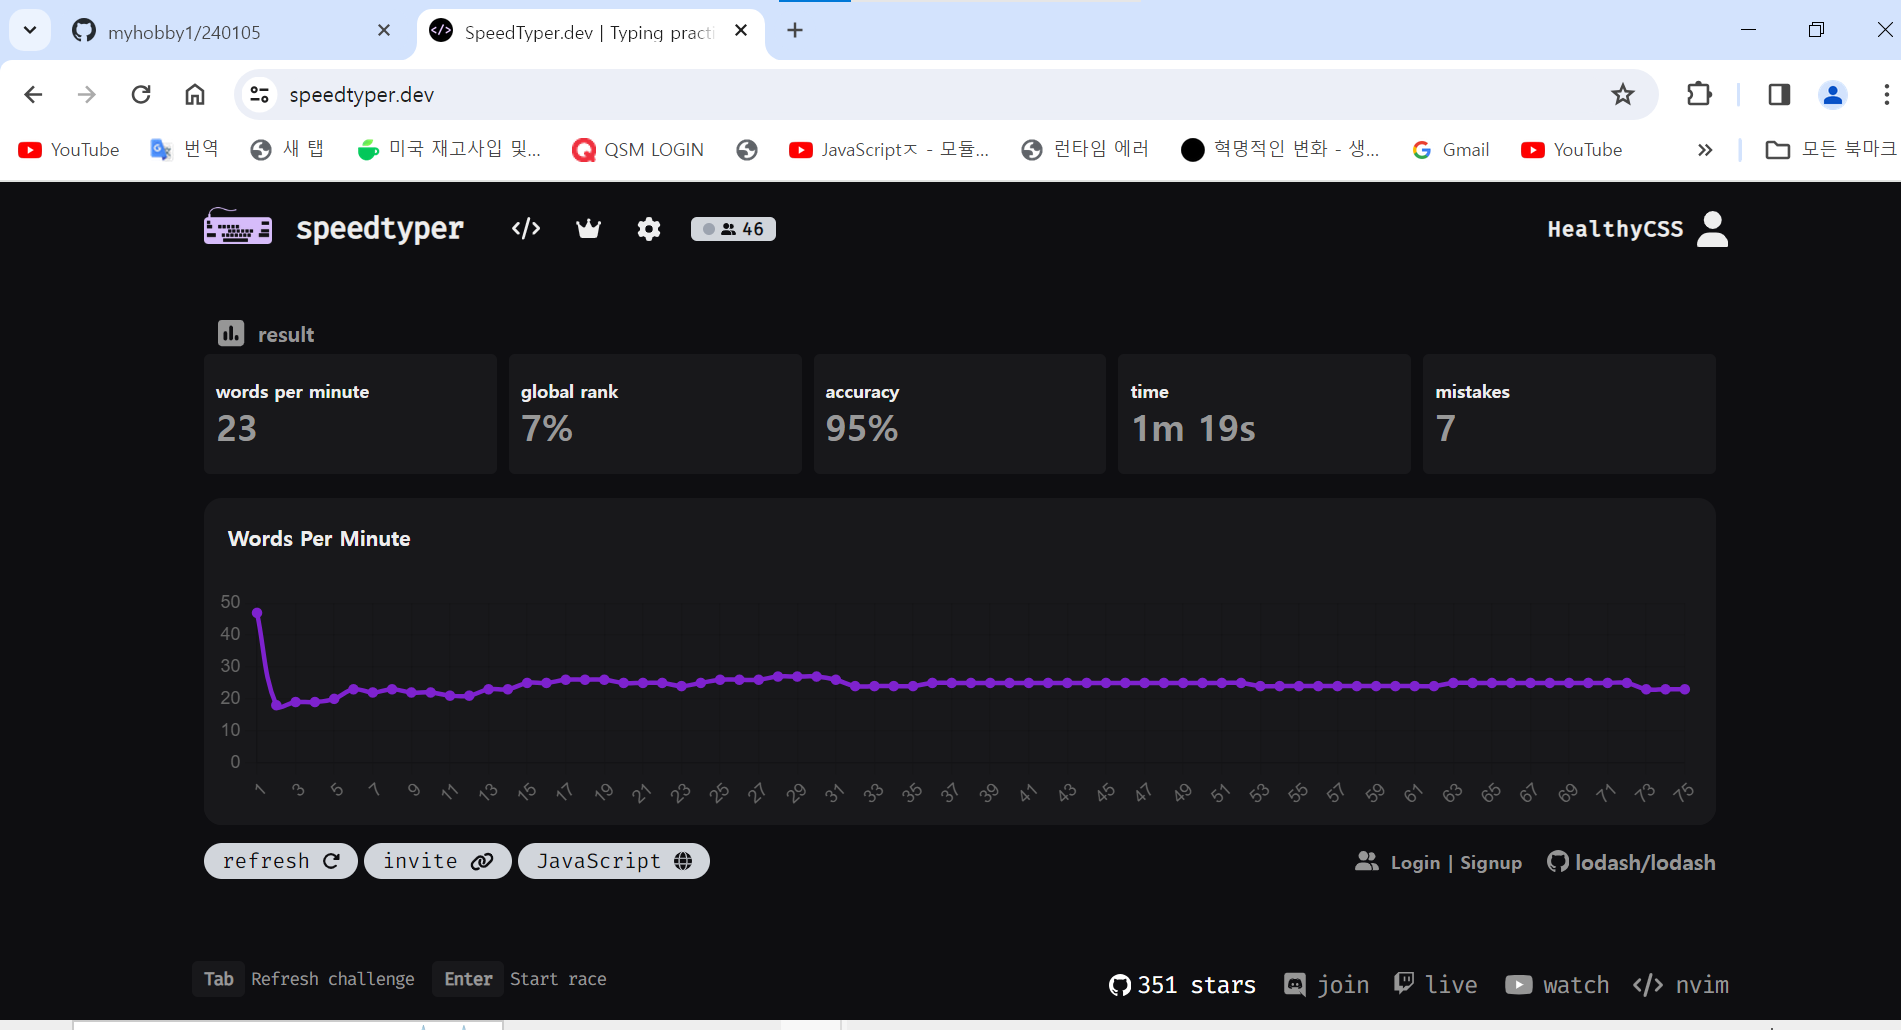 myhobby1/240105
SpeedTyper.dev | Typing practi
speedtyper.dev
YouTube 번역 새 탭 미국 재고사입 및... QSM LOGIN JavaScriptㅈ - 모듈... 런타임 에러 혁명적인 변화 - 생... Gmail YouTube » 모든 북마크
speedtyper </> 46 HealthyCSS
result
words per minute
23
global rank
7%
accuracy
95%
time
1m 19s
mistakes
7
Words Per Minute
50
40
30
20
10
0
1 3 5 7 9 11 13 15 17 19 21 23 25 27 29 31 33 35 37 39 41 43 45 47 49 51 53 55 57 59 61 63 65 67 69 71 73 75
refresh invite JavaScript Login | Signup lodash/lodash
Tab Refresh challenge Enter Start race
351 stars join live watch </> nvim